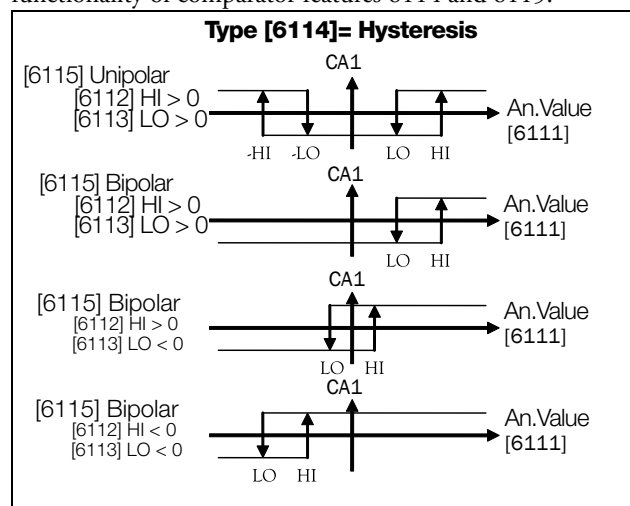 functionality of comparator features 6114 and 6115.
Type [6114]= Hysteresis
[6115] Unipolar
[6112] HI > 0
[6113] LO > 0
CA1
An.Value
[6111]
-HI -LO LO HI
[6115] Bipolar
[6112] HI > 0
[6113] LO > 0
CA1
An.Value
[6111]
LO HI
[6115] Bipolar
[6112] HI > 0
[6113] LO < 0
CA1
An.Value
[6111]
LO HI
[6115] Bipolar
[6112] HI < 0
[6113] LO < 0
CA1
An.Value
[6111]
LO HI